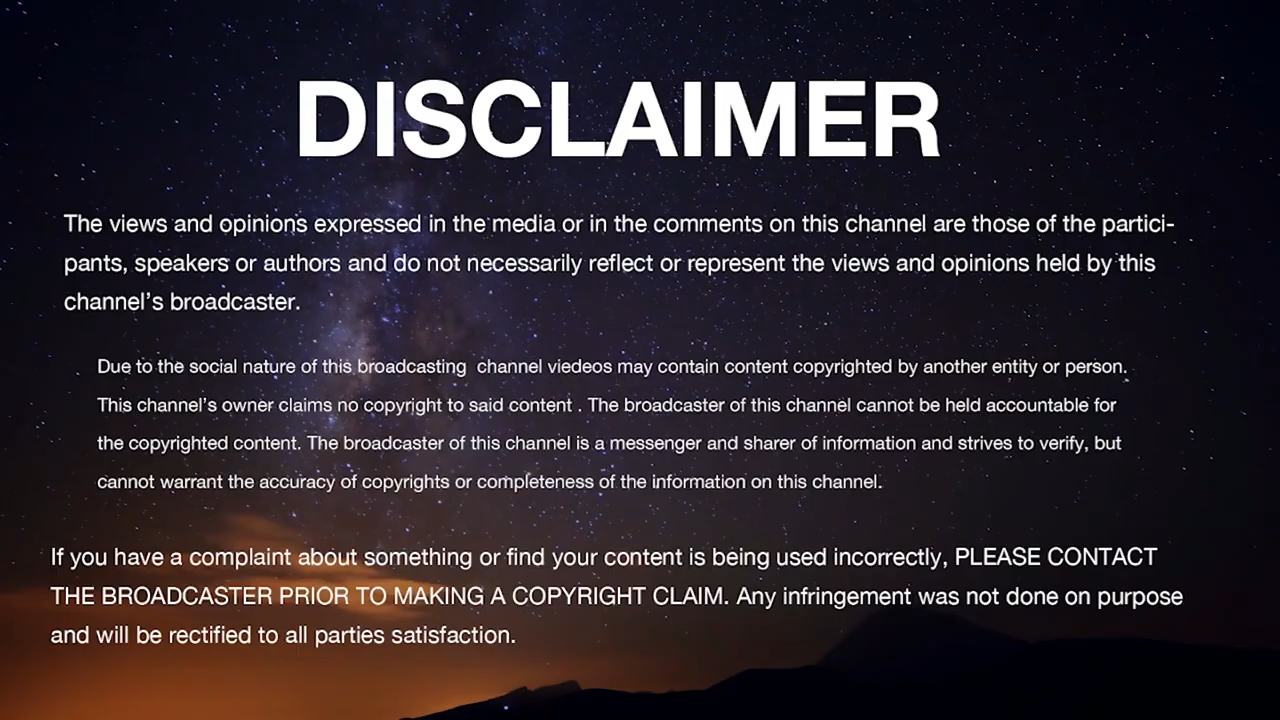 DISCLAIMER
The views and opinions expressed in the media or in the comments on this channel are those of the partici-
pants, speakers or authors and do not necessarily reflect or represent the views and opinions held by this
channel's broadcaster.
Due to the social nature of this broadcasting  channel viedeos may contain content copyrighted by another entity or person.
This channel's owner claims no copyright to said content . The broadcaster of this channel cannot be held accountable for
the copyrighted content. The broadcaster of this channel is a messenger and sharer of information and strives to verify, but
cannot warrant the accuracy of copyrights or completeness of the information on this channel.
If you have a complaint about something or find your content is being used incorrectly, PLEASE CONTACT
THE BROADCASTER PRIOR TO MAKING A COPYRIGHT CLAIM. Any infringement was not done on purpose
and will be rectified to all parties satisfaction.